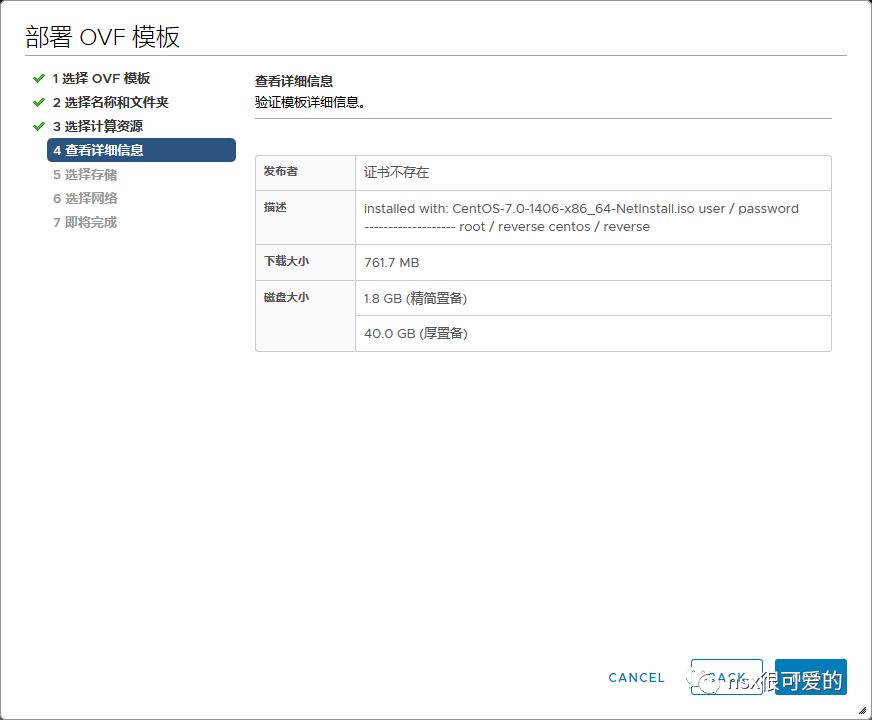 部署 OVF 模板
1 选择 OVF 模板
2 选择名称和文件夹
3 选择计算资源
4 查看详细信息
5 选择存储
6 选择网络
7 即将完成
查看详细信息
验证模板详细信息。
发布者 证书不存在
描述 installed with: CentOS-7.0-1406-x86_64-NetInstall.iso user / password
------------------- root / reverse centos / reverse
下载大小 761.7 MB
磁盘大小 1.8 GB (精简置备)
40.0 GB (厚置备)
CANCEL BACK
nsx很可爱的